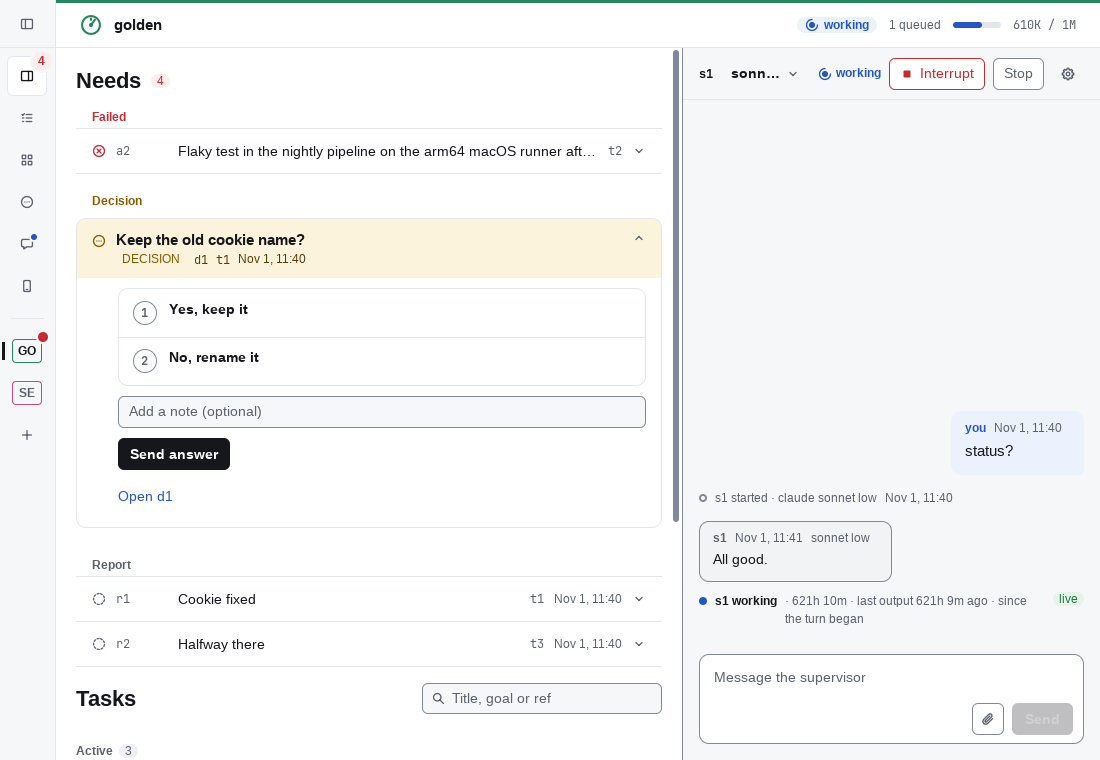 golden
working
1 queued
610K / 1M
4
GO
SE
Needs 4
Failed
a2 Flaky test in the nightly pipeline on the arm64 macOS runner aft… t2
Decision
Keep the old cookie name?
DECISION d1 t1 Nov 1, 11:40
1 Yes, keep it
2 No, rename it
Add a note (optional)
Send answer
Open d1
Report
r1 Cookie fixed t1 Nov 1, 11:40
r2 Halfway there t3 Nov 1, 11:40
Tasks
Title, goal or ref
Active 3
s1 sonn… working Interrupt Stop
you Nov 1, 11:40
status?
s1 started · claude sonnet low Nov 1, 11:40
s1 Nov 1, 11:41 sonnet low
All good.
s1 working · 621h 10m · last output 621h 9m ago · since
the turn began
live
Message the supervisor
Send